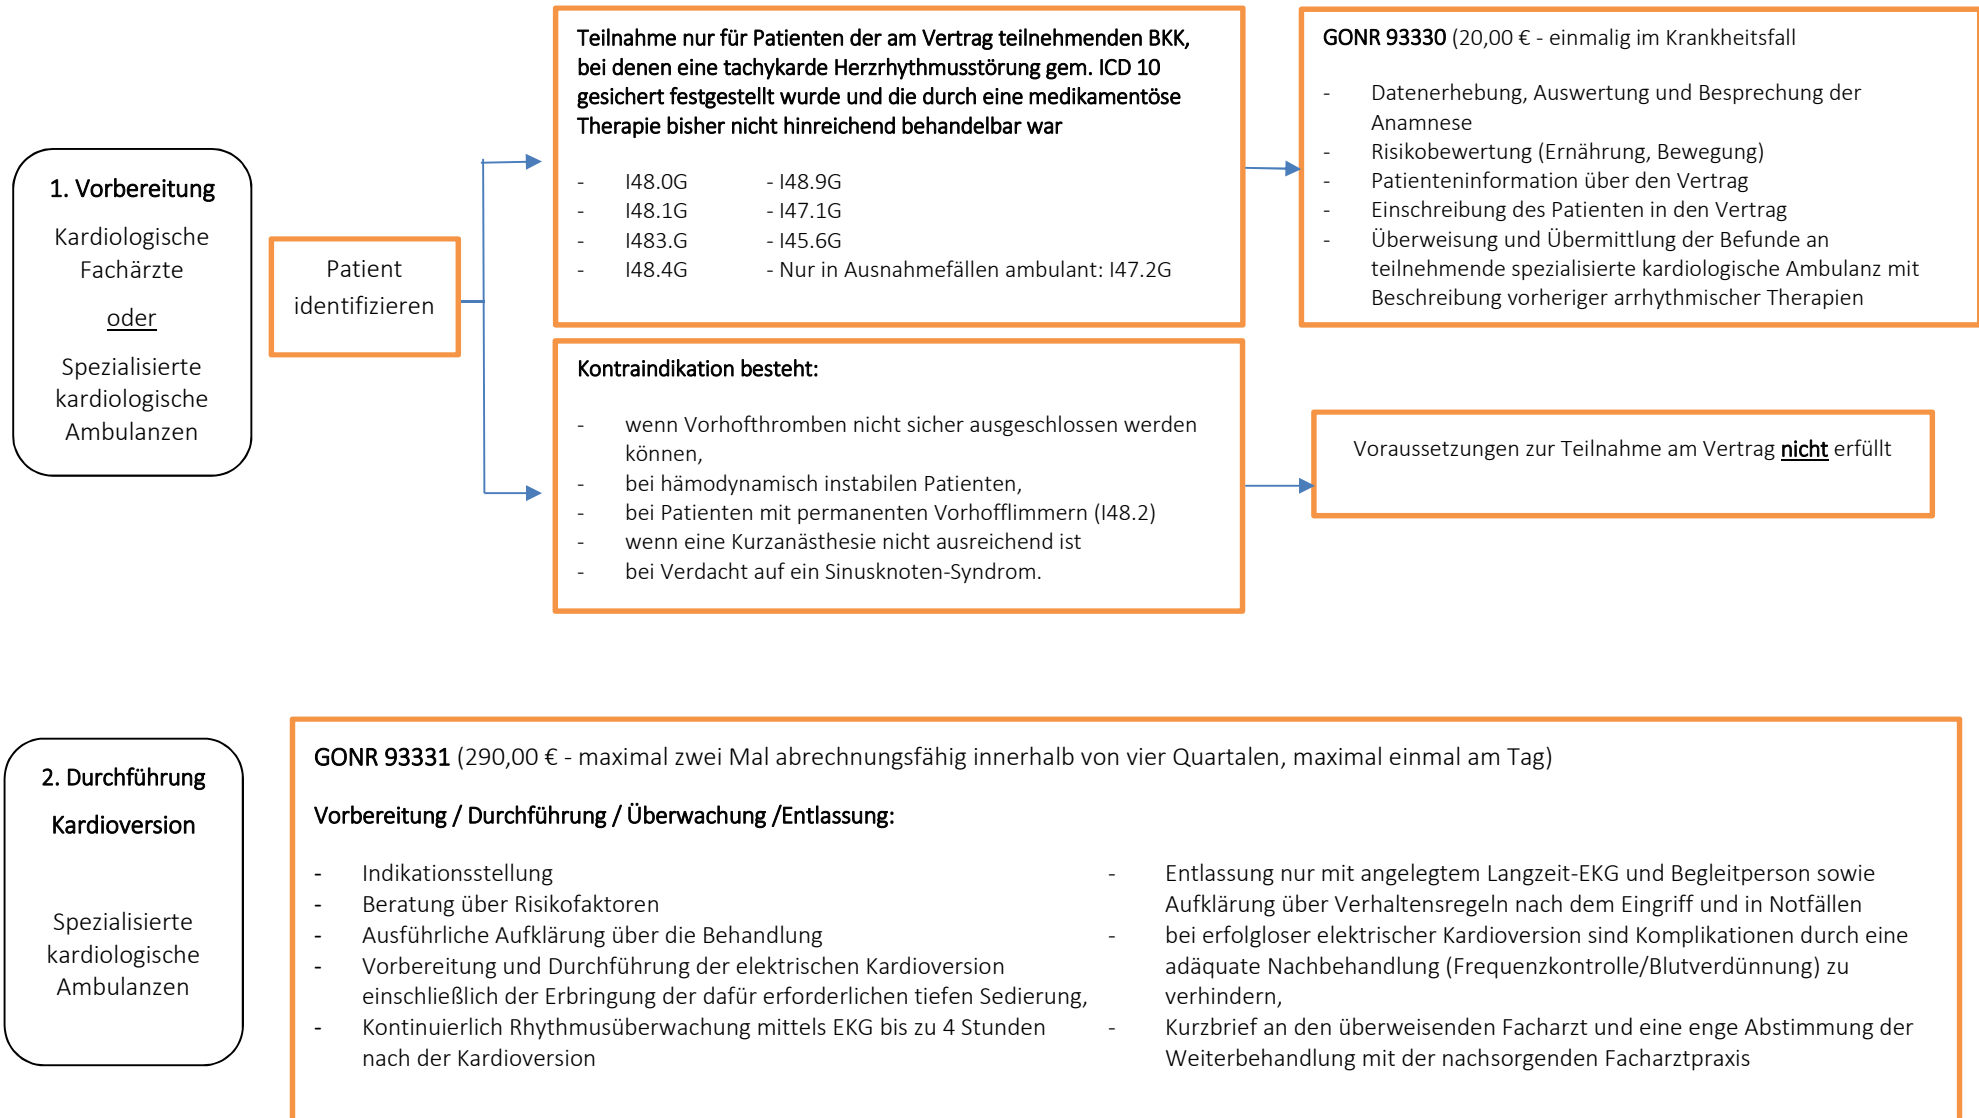 1. Vorbereitung
Kardiologische
Fachärzte
oder
Spezialisierte
kardiologische
Ambulanzen
Patient
identifizieren
Teilnahme nur für Patienten der am Vertrag teilnehmenden BKK,
bei denen eine tachykarde Herzrhythmusstörung gem. ICD 10
gesichert festgestellt wurde und die durch eine medikamentöse
Therapie bisher nicht hinreichend behandelbar war
- I48.0G - I48.9G
- I48.1G - I47.1G
- I483.G - I45.6G
- I48.4G - Nur in Ausnahmefällen ambulant: I47.2G
GONR 93330 (20,00 € - einmalig im Krankheitsfall
- Datenerhebung, Auswertung und Besprechung der
Anamnese
- Risikobewertung (Ernährung, Bewegung)
- Patienteninformation über den Vertrag
- Einschreibung des Patienten in den Vertrag
- Überweisung und Übermittlung der Befunde an
teilnehmende spezialisierte kardiologische Ambulanz mit
Beschreibung vorheriger arrhythmischer Therapien
Kontraindikation besteht:
- wenn Vorhofthromben nicht sicher ausgeschlossen werden
können,
- bei hämodynamisch instabilen Patienten,
- bei Patienten mit permanenten Vorhofflimmern (I48.2)
- wenn eine Kurzanästhesie nicht ausreichend ist
- bei Verdacht auf ein Sinusknoten-Syndrom.
Voraussetzungen zur Teilnahme am Vertrag nicht erfüllt
2. Durchführung
Kardioversion
Spezialisierte
kardiologische
Ambulanzen
GONR 93331 (290,00 € - maximal zwei Mal abrechnungsfähig innerhalb von vier Quartalen, maximal einmal am Tag)
Vorbereitung / Durchführung / Überwachung /Entlassung:
- Indikationsstellung
- Beratung über Risikofaktoren
- Ausführliche Aufklärung über die Behandlung
- Vorbereitung und Durchführung der elektrischen Kardioversion
einschließlich der Erbringung der dafür erforderlichen tiefen Sedierung,
- Kontinuierlich Rhythmusüberwachung mittels EKG bis zu 4 Stunden
nach der Kardioversion
- Entlassung nur mit angelegtem Langzeit-EKG und Begleitperson sowie
Aufklärung über Verhaltensregeln nach dem Eingriff und in Notfällen
- bei erfolgloser elektrischer Kardioversion sind Komplikationen durch eine
adäquate Nachbehandlung (Frequenzkontrolle/Blutverdünnung) zu
verhindern,
- Kurzbrief an den überweisenden Facharzt und eine enge Abstimmung der
Weiterbehandlung mit der nachsorgenden Facharztpraxis